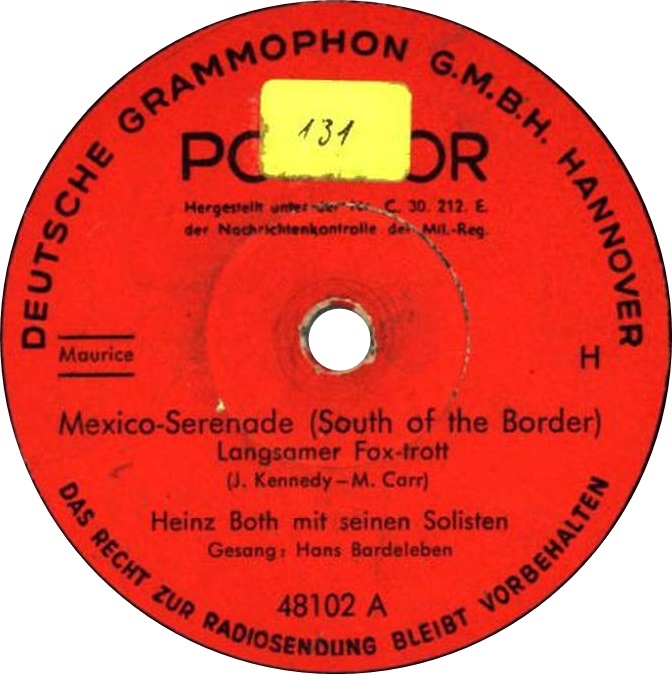 DEUTSCHE GRAMMOPHON G.M.B.H. HANNOVER
131
Hergestellt unter der C. 30. 212. E.
der Nachrichtenkontrolle der Mil.-Reg.
Maurice
H
Mexico-Serenade (South of the Border)
Langsamer Fox-trott
(J. Kennedy – M. Carr)
Heinz Both mit seinen Solisten
Gesang: Hans Bardeleben
48102 A
DAS RECHT ZUR RADIOSENDUNG BLEIBT VORBEHALTEN